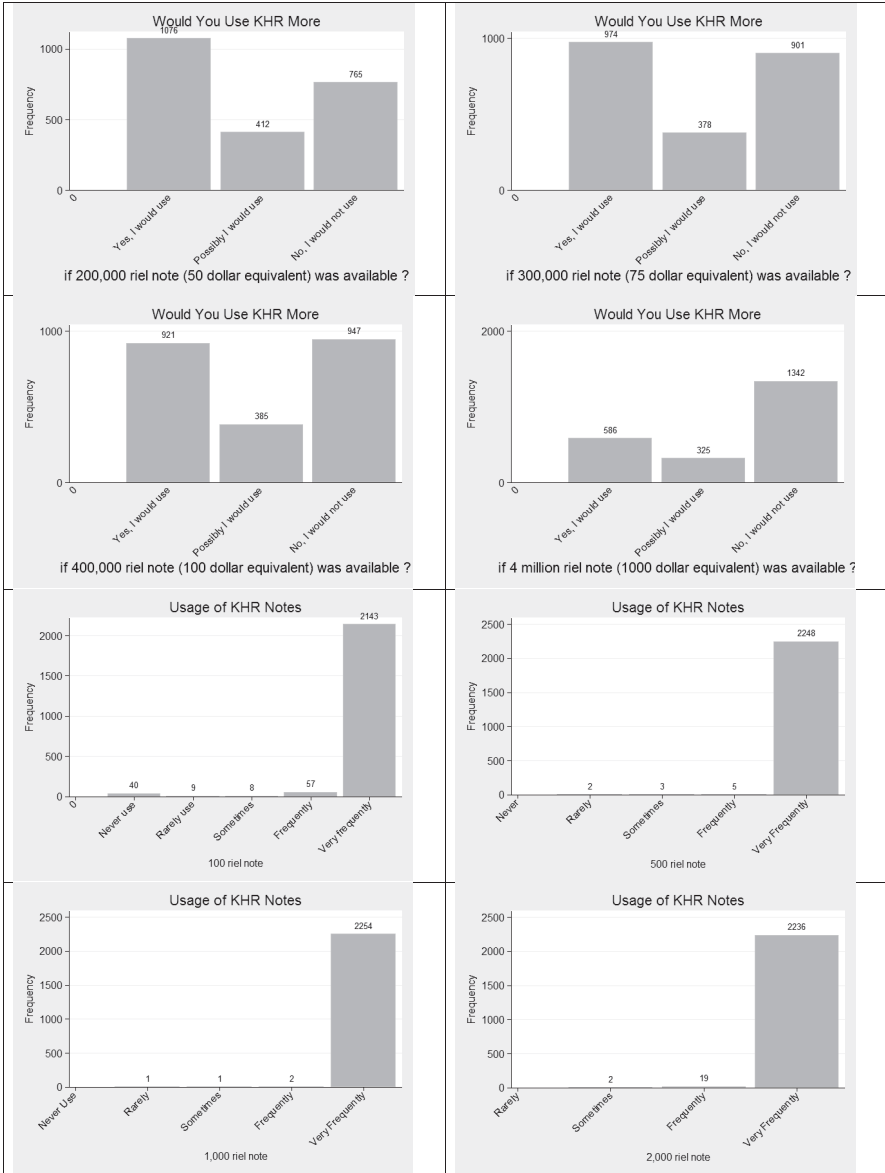 Would You Use KHR More
1076
1000
765
500
412
0
Frequency
0
Yes, I would use
Possibly I would use
No, I would not use
if 200,000 riel note (50 dollar equivalent) was available ?
Would You Use KHR More
974
1000
901
378
0
Frequency
0
Yes, I would use
Possibly I would use
No, I would not use
if 300,000 riel note (75 dollar equivalent) was available ?
Would You Use KHR More
1000
921
947
385
0
Frequency
0
Yes, I would use
Possibly I would use
No, I would not use
if 400,000 riel note (100 dollar equivalent) was available ?
Would You Use KHR More
2000
1342
1000
586
325
0
Frequency
0
Yes, I would use
Possibly I would use
No, I would not use
if 4 million riel note (1000 dollar equivalent) was available ?
Usage of KHR Notes
2143
2000
1500
1000
500
40
9
8
57
0
Frequency
0
Never use
Rarely use
Sometimes
Frequently
Very frequently
100 riel note
Usage of KHR Notes
2500
2248
2000
1500
1000
500
2
3
5
0
Frequency
Never
Rarely
Sometimes
Frequently
Very Frequently
500 riel note
Usage of KHR Notes
2500
2254
2000
1500
1000
500
1
1
2
0
Frequency
Never Use
Rarely
Sometimes
Frequently
Very Frequently
1,000 riel note
Usage of KHR Notes
2500
2236
2000
1500
1000
500
2
19
0
Frequency
Rarely
Sometimes
Frequently
Very Frequently
2,000 riel note